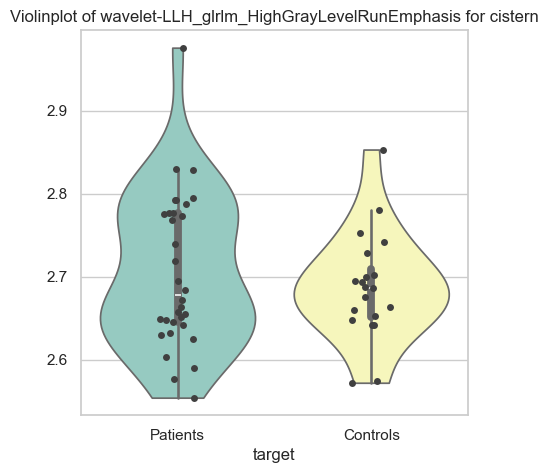 Violinplot of wavelet-LLH_glrlm_HighGrayLevelRunEmphasis for cistern
2.9
2.8
2.7
2.6
Patients Controls
target